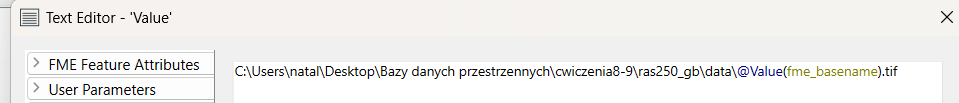 Text Editor - 'Value'
FME Feature Attributes
User Parameters
C:\Users\natal\Desktop\Bazy danych przestrzennych\cwiczenia8-9\ras250_gb\data\@Value(fme_basename).tif